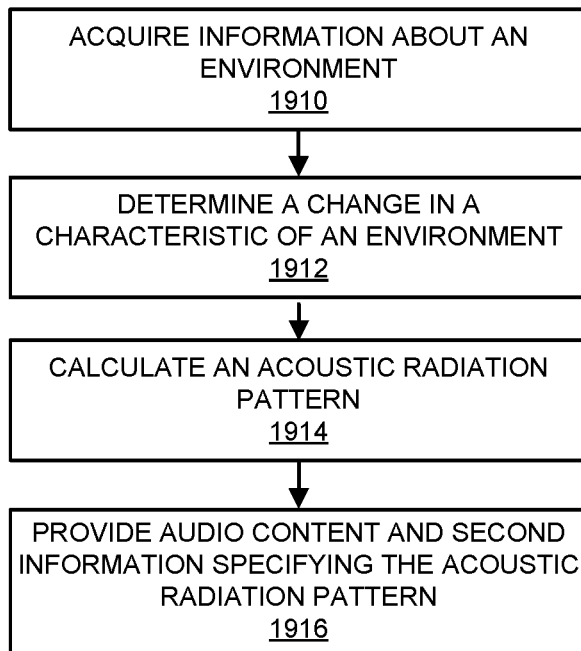 ACQUIRE INFORMATION ABOUT AN
ENVIRONMENT
1910
DETERMINE A CHANGE IN A
CHARACTERISTIC OF AN ENVIRONMENT
1912
CALCULATE AN ACOUSTIC RADIATION
PATTERN
1914
PROVIDE AUDIO CONTENT AND SECOND
INFORMATION SPECIFYING THE ACOUSTIC
RADIATION PATTERN
1916